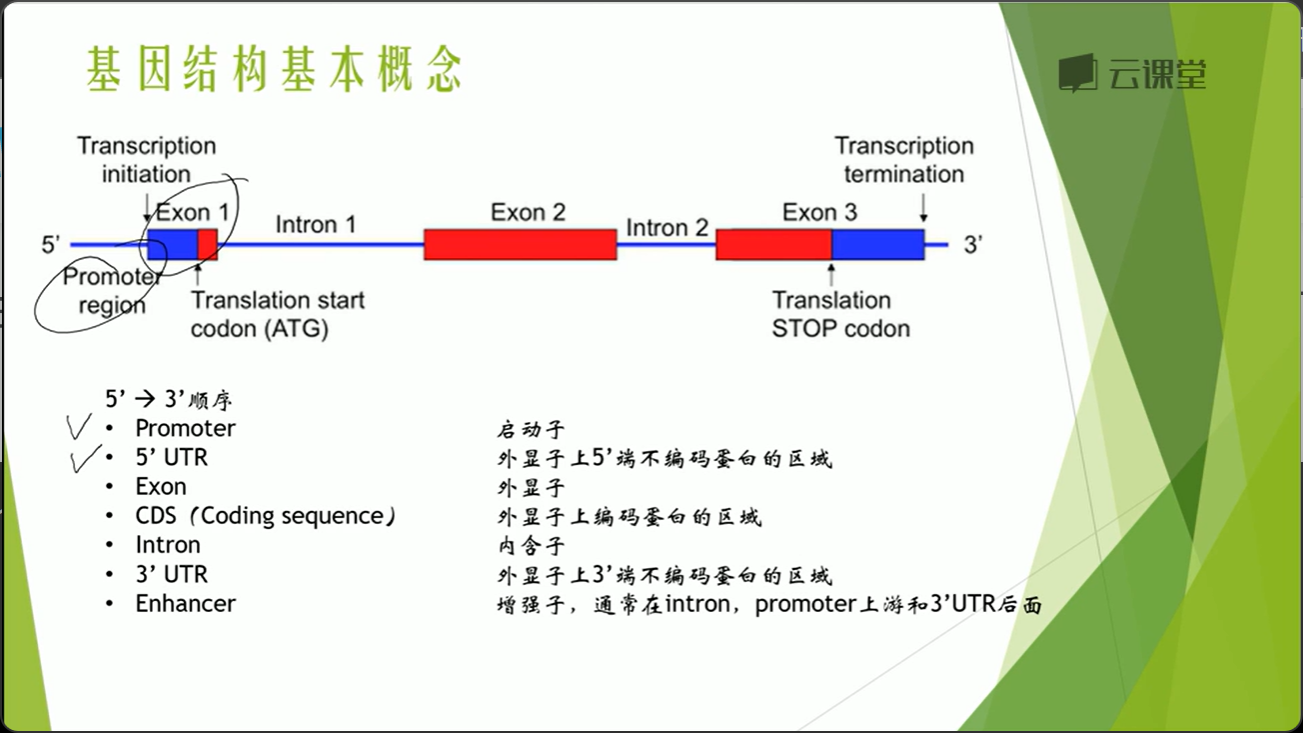 基因结构基本概念
云课堂
Transcription
initiation
Transcription
termination
Exon 1
Intron 1
Exon 2
Intron 2
Exon 3
5’
3’
Promoter
region
Translation start
codon (ATG)
Translation
STOP codon
5’ → 3’顺序
• Promoter 启动子
• 5’ UTR 外显子上5’端不编码蛋白的区域
• Exon 外显子
• CDS（Coding sequence） 外显子上编码蛋白的区域
• Intron 内含子
• 3’ UTR 外显子上3’端不编码蛋白的区域
• Enhancer 增强子，通常在intron，promoter上游和3’UTR后面